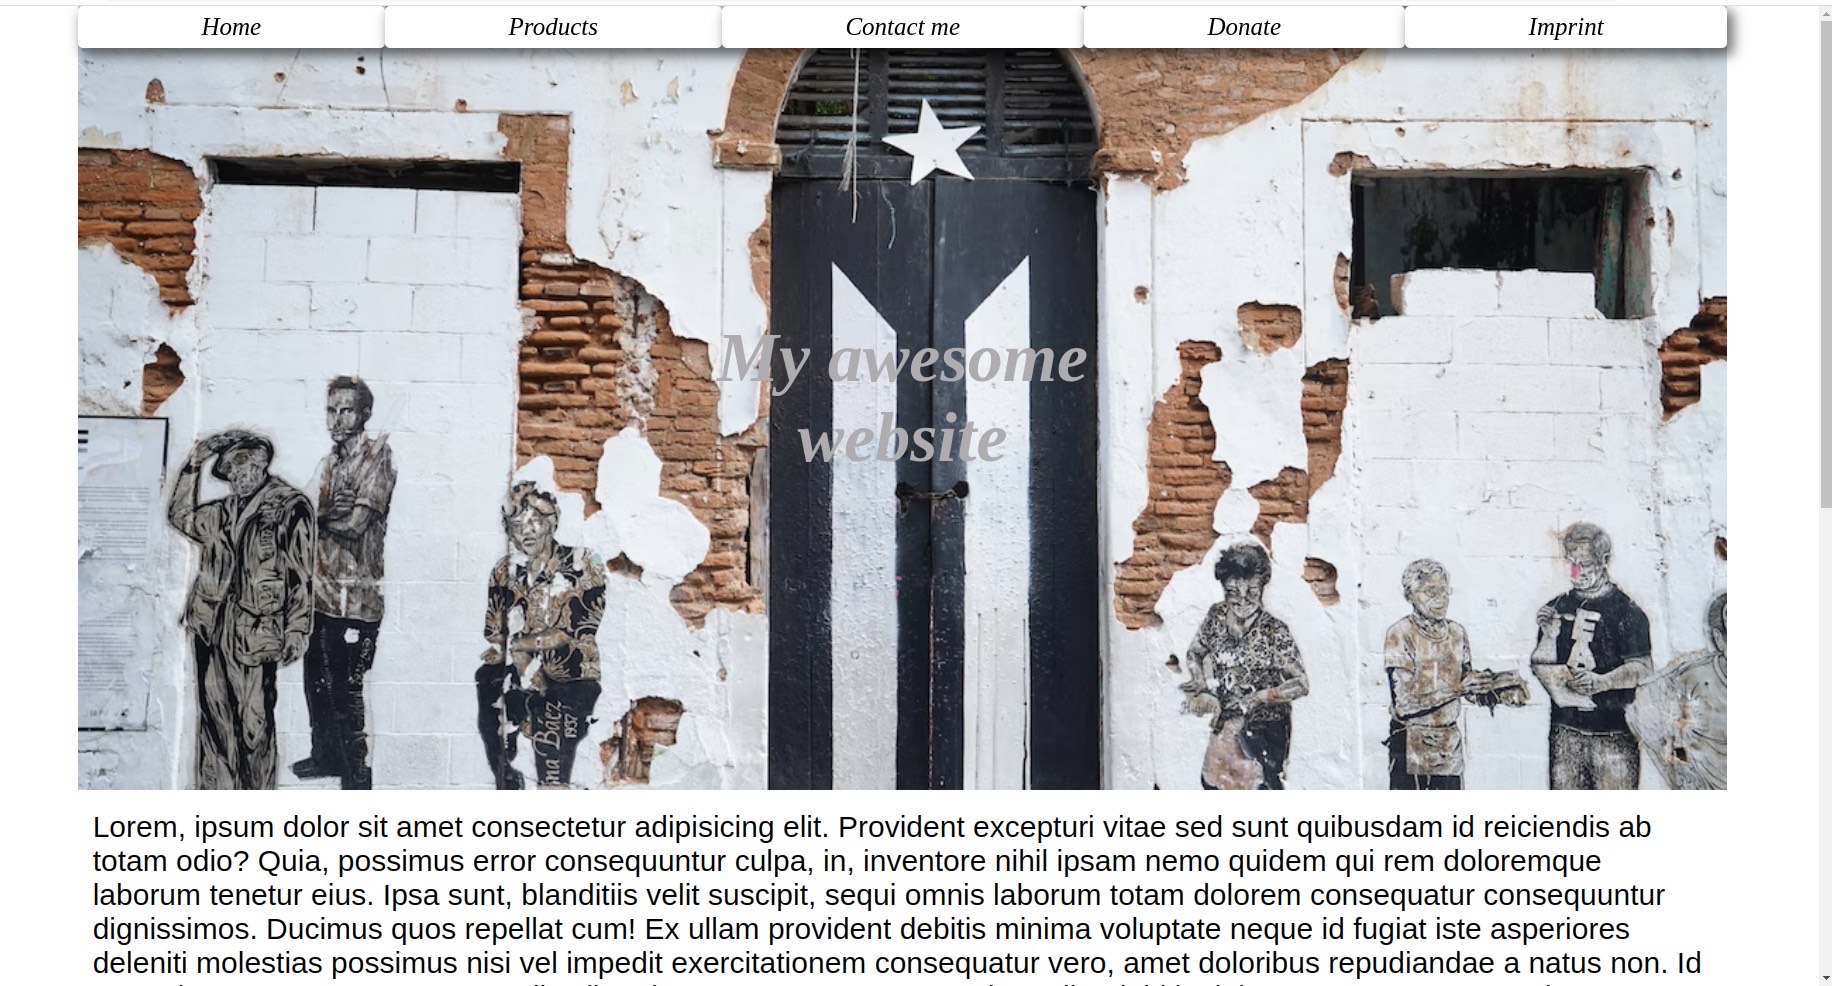 Home Products Contact me Donate Imprint
My awesome
website
na Báez
1937
Lorem, ipsum dolor sit amet consectetur adipisicing elit. Provident excepturi vitae sed sunt quibusdam id reiciendis ab
totam odio? Quia, possimus error consequuntur culpa, in, inventore nihil ipsam nemo quidem qui rem doloremque
laborum tenetur eius. Ipsa sunt, blanditiis velit suscipit, sequi omnis laborum totam dolorem consequatur consequuntur
dignissimos. Ducimus quos repellat cum! Ex ullam provident debitis minima voluptate neque id fugiat iste asperiores
deleniti molestias possimus nisi vel impedit exercitationem consequatur vero, amet doloribus repudiandae a natus non. Id